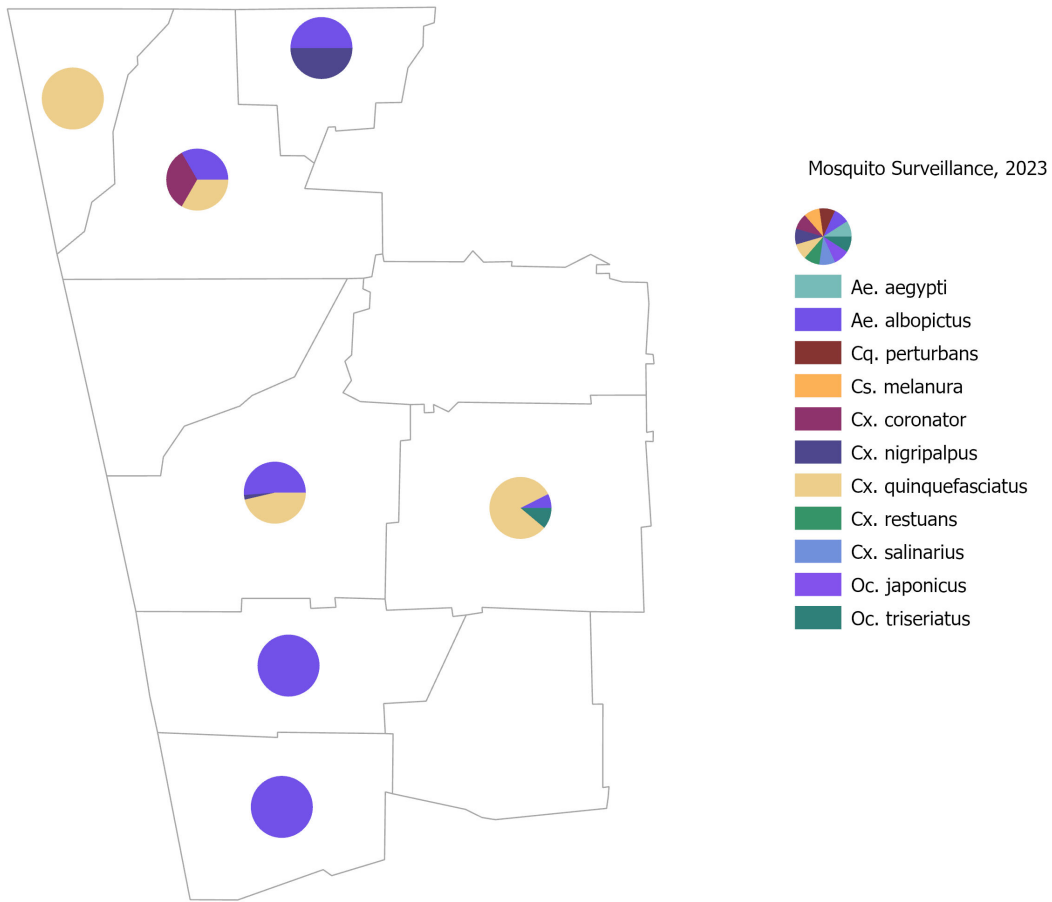 Mosquito Surveillance, 2023
Ae. aegypti
Ae. albopictus
Cq. perturbans
Cs. melanura
Cx. coronator
Cx. nigripalpus
Cx. quinquefasciatus
Cx. restuans
Cx. salinarius
Oc. japonicus
Oc. triseriatus